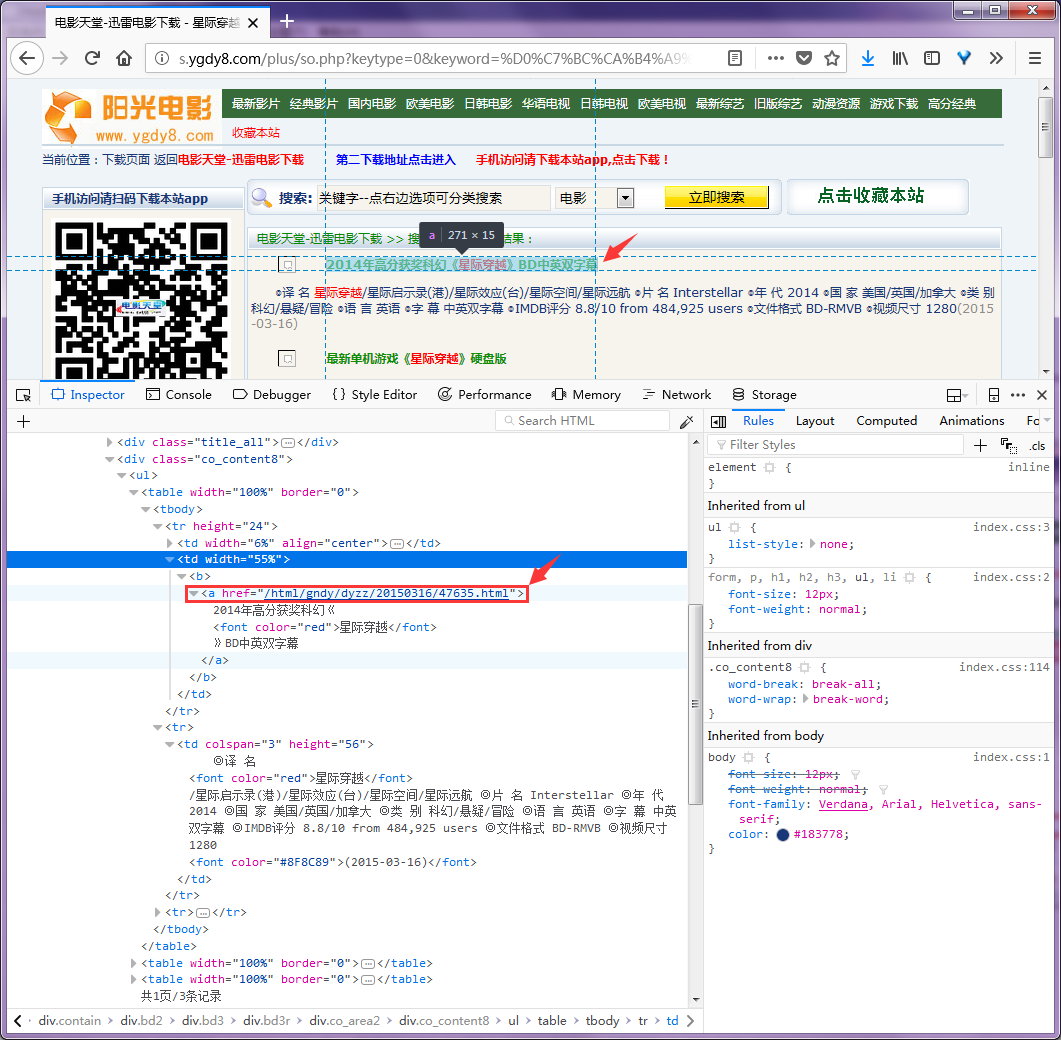 电影天堂-迅雷电影下载 - 星际穿越
s.ygdy8.com/plus/so.php?keytype=0&keyword=%D0%C7%BC%CA%B4%A9%
阳光电影
www.ygdy8.com
最新影片 经典影片 国内电影 欧美电影 日韩电影 华语电视 日韩电视 欧美电视 最新综艺 旧版综艺 动漫资源 游戏下载 高分经典
收藏本站
当前位置：下载页面 返回电影天堂-迅雷电影下载 第二下载地址点击进入 手机访问请下载本站app,点击下载！
手机访问请扫码下载本站app
搜索: 关键字--点右边选项可分类搜索 电影 立即搜索 点击收藏本站
电影天堂
电影天堂-迅雷电影下载 >> 搜 结果：
a 271 × 15
2014年高分获奖科幻《星际穿越》BD中英双字幕
◎译 名 星际穿越/星际启示录(港)/星际效应(台)/星际空间/星际远航 ◎片 名 Interstellar ◎年 代 2014 ◎国 家 美国/英国/加拿大 ◎类 别
科幻/悬疑/冒险 ◎语 言 英语 ◎字 幕 中英双字幕 ◎IMDB评分 8.8/10 from 484,925 users ◎文件格式 BD-RMVB ◎视频尺寸 1280(2015
-03-16)
最新单机游戏《星际穿越》硬盘版
Inspector Console Debugger {} Style Editor Performance Memory Network Storage
Search HTML
<div class="title_all"></div>
<div class="co_content8">
<ul>
<table width="100%" border="0">
<tbody>
<tr height="24">
<td width="6%" align="center"></td>
<td width="55%">
<b>
<a href="/html/gndy/dyzz/20150316/47635.html">
2014年高分获奖科幻《
<font color="red">星际穿越</font>
》BD中英双字幕
</a>
</b>
</td>
</tr>
<tr>
<td colspan="3" height="56">
◎译 名
<font color="red">星际穿越</font>
/星际启示录(港)/星际效应(台)/星际空间/星际远航 ◎片 名 Interstellar ◎年 代
2014 ◎国 家 美国/英国/加拿大 ◎类 别 科幻/悬疑/冒险 ◎语 言 英语 ◎字 幕 中英
双字幕 ◎IMDB评分 8.8/10 from 484,925 users ◎文件格式 BD-RMVB ◎视频尺寸
1280
<font color="#8F8C89">(2015-03-16)</font>
</td>
</tr>
<tr></tr>
</tbody>
</table>
<table width="100%" border="0"></table>
<table width="100%" border="0"></table>
共1页/3条记录
div.contain div.bd2 div.bd3 div.bd3r div.co_area2 div.co_content8 ul table tbody tr td
Rules Layout Computed Animations Fo
Filter Styles .cls
element { inline
}
Inherited from ul
ul { index.css:3
list-style: none;
}
form, p, h1, h2, h3, ul, li { index.css:2
font-size: 12px;
font-weight: normal;
}
Inherited from div
.co_content8 { index.css:114
word-break: break-all;
word-wrap: break-word;
}
Inherited from body
body { index.css:1
font-size: 12px;
font-weight: normal;
font-family: Verdana, Arial, Helvetica, sans-
serif;
color: #183778;
}